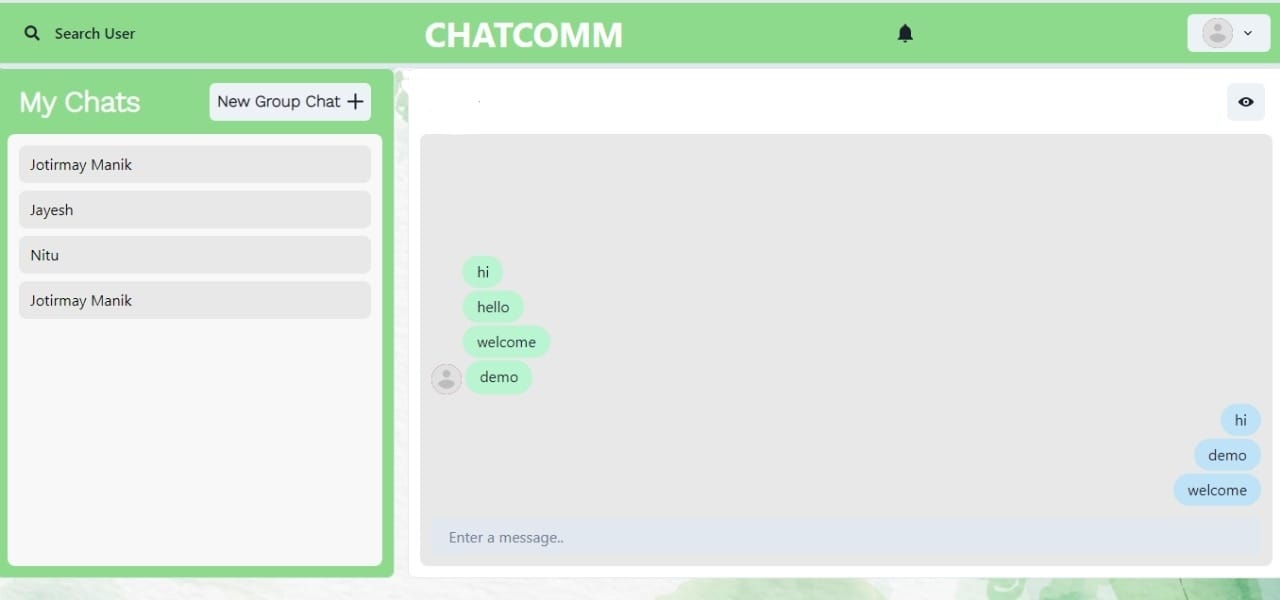 Search User
CHATCOMM
My Chats
New Group Chat +
Jotirmay Manik
Jayesh
Nitu
Jotirmay Manik
hi
hello
welcome
demo
hi
demo
welcome
Enter a message..